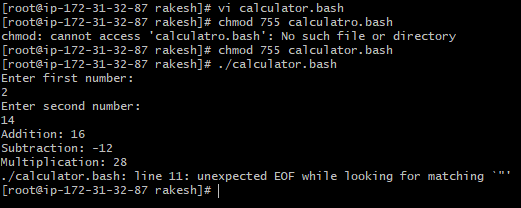 [root@ip-172-31-32-87 rakesh]# vi calculator.bash
[root@ip-172-31-32-87 rakesh]# chmod 755 calculatro.bash
chmod: cannot access 'calculatro.bash': No such file or directory
[root@ip-172-31-32-87 rakesh]# chmod 755 calculator.bash
[root@ip-172-31-32-87 rakesh]# ./calculator.bash
Enter first number:
2
Enter second number:
14
Addition: 16
Subtraction: -12
Multiplication: 28
./calculator.bash: line 11: unexpected EOF while looking for matching `"'
[root@ip-172-31-32-87 rakesh]#